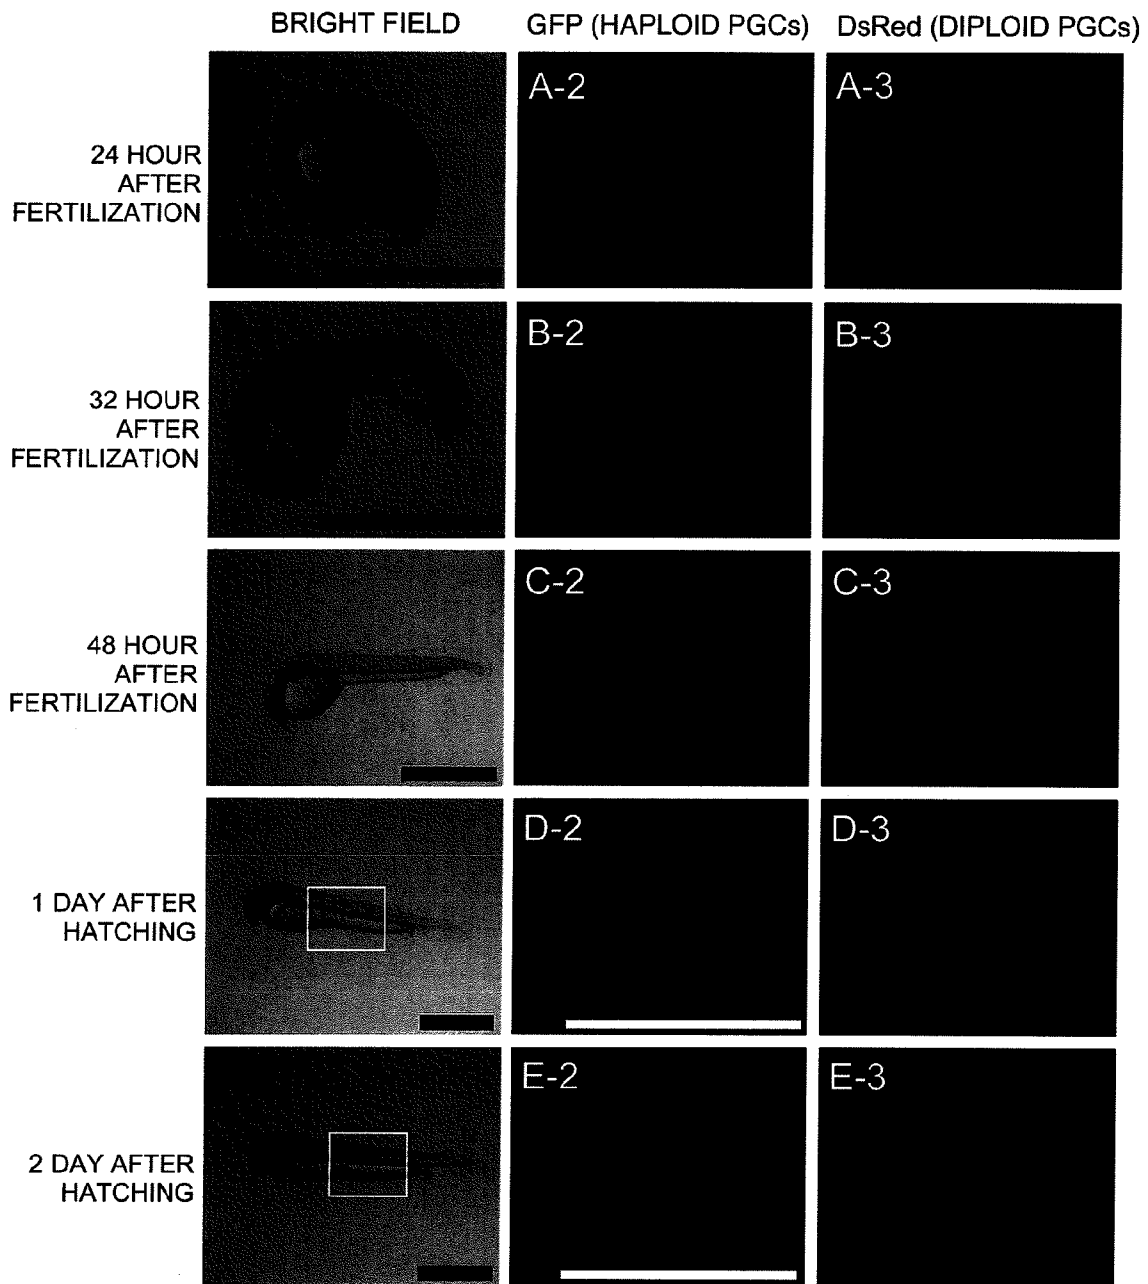 BRIGHT FIELD
GFP (HAPLOID PGCs)
DsRed (DIPLOID PGCs)
24 HOUR
AFTER
FERTILIZATION
A-2
A-3
32 HOUR
AFTER
FERTILIZATION
B-2
B-3
48 HOUR
AFTER
FERTILIZATION
C-2
C-3
1 DAY AFTER
HATCHING
D-2
D-3
2 DAY AFTER
HATCHING
E-2
E-3